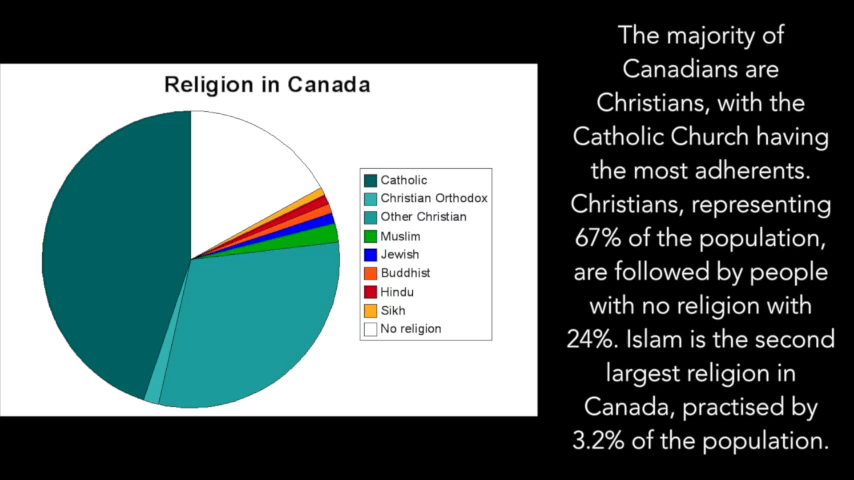 Religion in Canada
Catholic
Christian Orthodox
Other Christian
Muslim
Jewish
Buddhist
Hindu
Sikh
No religion
The majority of
Canadians are
Christians, with the
Catholic Church having
the most adherents.
Christians, representing
67% of the population,
are followed by people
with no religion with
24%. Islam is the second
largest religion in
Canada, practised by
3.2% of the population.